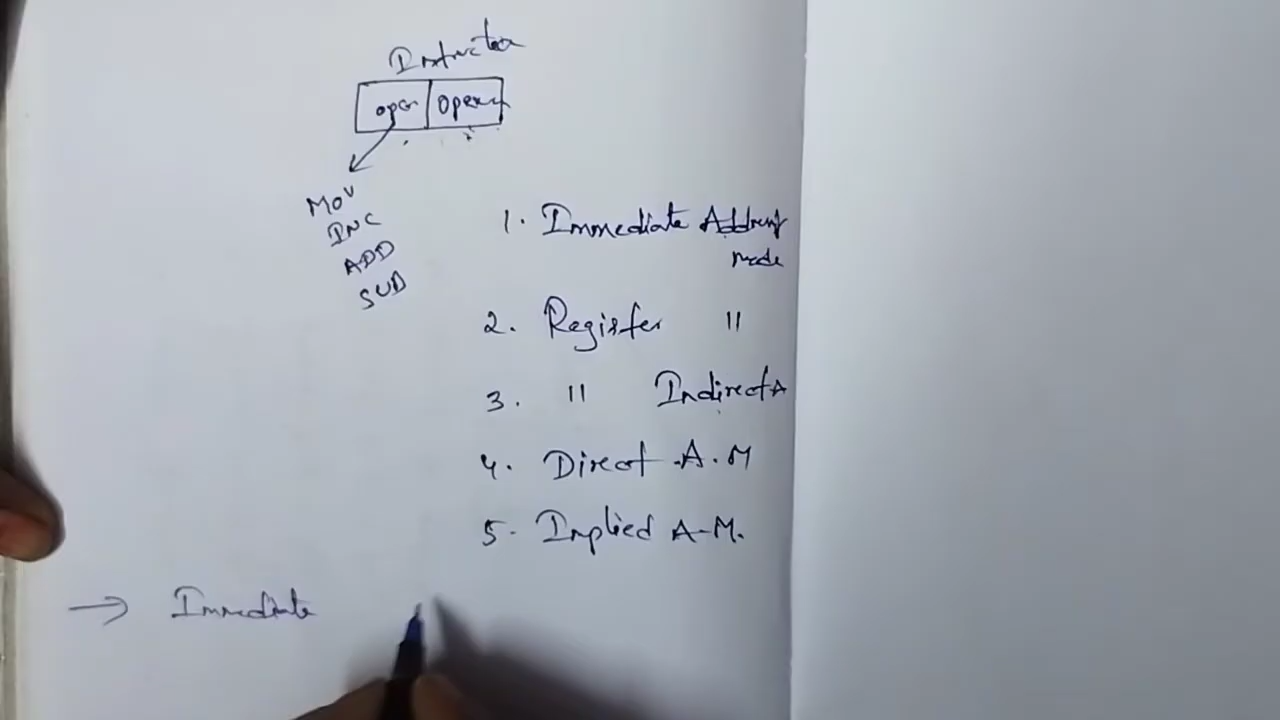 Instruction
oper Operand
MOV
INC
ADD
SUB
1. Immediate Addressing
mode
2. Register "
3. " Indirect A
4. Direct A.M
5. Implied A-M.
→ Immediate